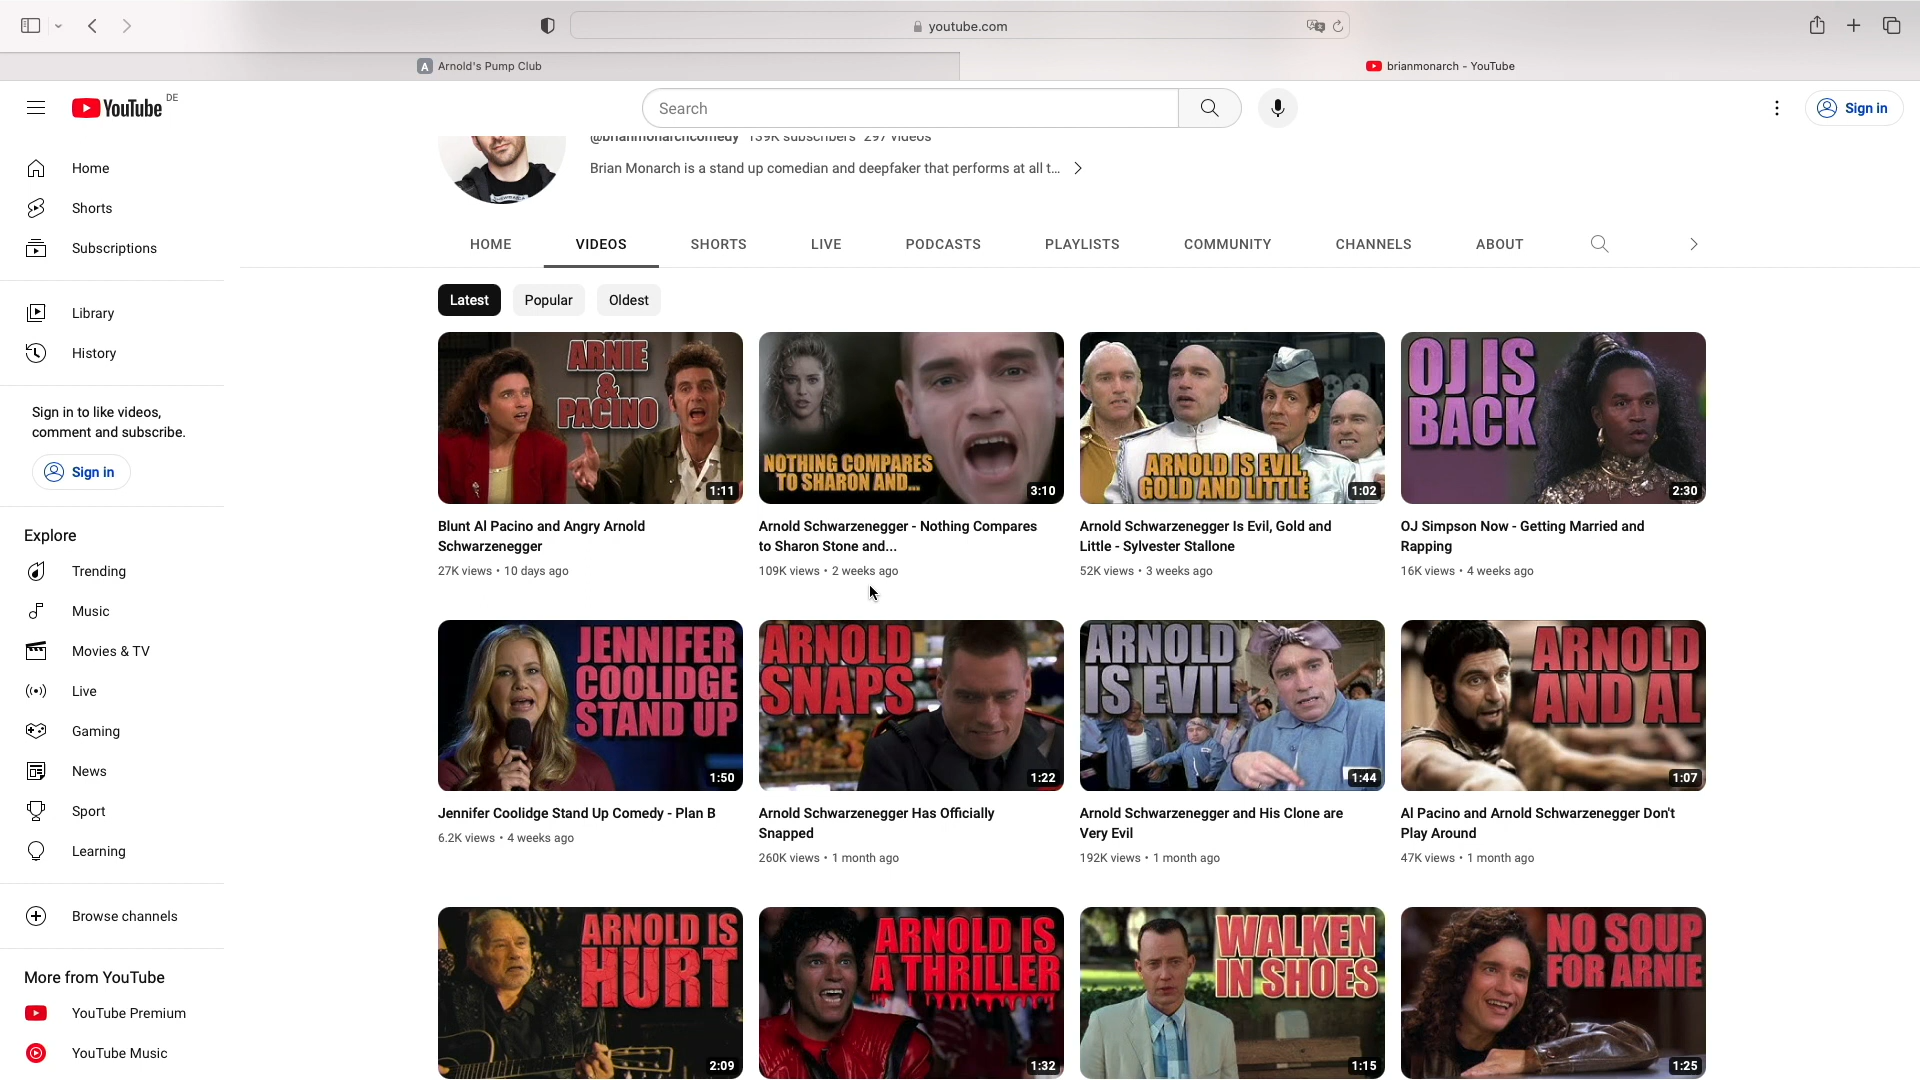 youtube.com
A Arnold's Pump Club
brianmonarch - YouTube
YouTube DE
Search
Sign in
@brianmonarchcomedy 139K subscribers 297 videos
Brian Monarch is a stand up comedian and deepfaker that performs at all t...
Home
Shorts
Subscriptions
Library
History
Sign in to like videos,
comment and subscribe.
Sign in
Explore
Trending
Music
Movies & TV
Live
Gaming
News
Sport
Learning
Browse channels
More from YouTube
YouTube Premium
YouTube Music
HOME VIDEOS SHORTS LIVE PODCASTS PLAYLISTS COMMUNITY CHANNELS ABOUT
Latest Popular Oldest
ARNIE
&
PACINO
1:11
Blunt Al Pacino and Angry Arnold
Schwarzenegger
27K views • 10 days ago
NOTHING COMPARES
TO SHARON AND...
3:10
Arnold Schwarzenegger - Nothing Compares
to Sharon Stone and...
109K views • 2 weeks ago
ARNOLD IS EVIL,
GOLD AND LITTLE
1:02
Arnold Schwarzenegger Is Evil, Gold and
Little - Sylvester Stallone
52K views • 3 weeks ago
OJ IS
BACK
2:30
OJ Simpson Now - Getting Married and
Rapping
16K views • 4 weeks ago
JENNIFER
COOLIDGE
STAND UP
1:50
Jennifer Coolidge Stand Up Comedy - Plan B
6.2K views • 4 weeks ago
ARNOLD
SNAPS
1:22
Arnold Schwarzenegger Has Officially
Snapped
260K views • 1 month ago
ARNOLD
IS EVIL
1:44
Arnold Schwarzenegger and His Clone are
Very Evil
192K views • 1 month ago
ARNOLD
AND AL
1:07
Al Pacino and Arnold Schwarzenegger Don't
Play Around
47K views • 1 month ago
ARNOLD IS
HURT
2:09
ARNOLD IS
A THRILLER
1:32
WALKEN
IN SHOES
1:15
NO SOUP
FOR ARNIE
1:25